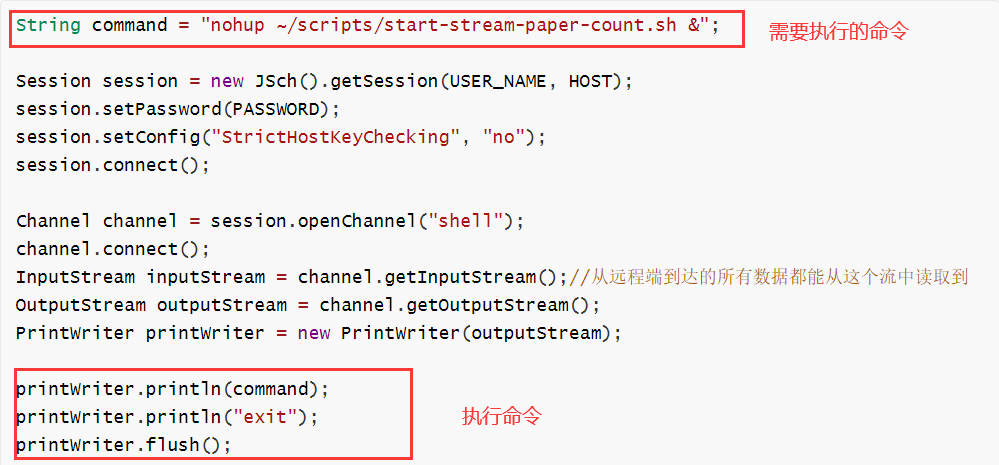 String command = "nohup ~/scripts/start-stream-paper-count.sh &";
需要执行的命令
Session session = new JSch().getSession(USER_NAME, HOST);
session.setPassword(PASSWORD);
session.setConfig("StrictHostKeyChecking", "no");
session.connect();
Channel channel = session.openChannel("shell");
channel.connect();
InputStream inputStream = channel.getInputStream();//从远程端到达的所有数据都能从这个流中读取到
OutputStream outputStream = channel.getOutputStream();
PrintWriter printWriter = new PrintWriter(outputStream);
printWriter.println(command);
printWriter.println("exit");
执行命令
printWriter.flush();